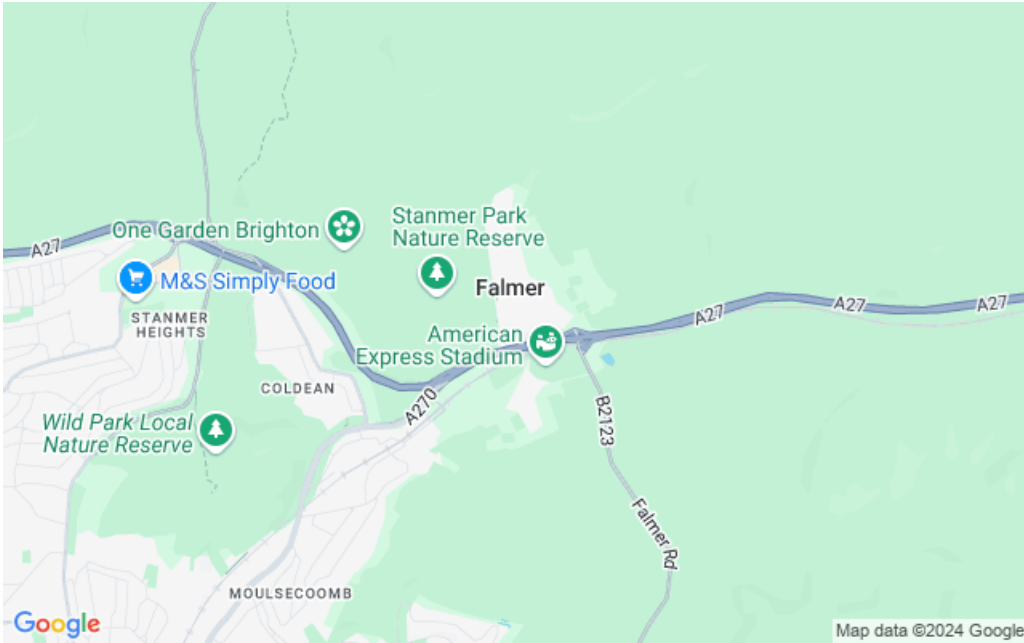 Stanmer Park
Nature Reserve
One Garden Brighton
A27
M&S Simply Food
Falmer
A27
A27
A27
STANMER
HEIGHTS
American
Express Stadium
COLDEAN
A270
B2123
Wild Park Local
Nature Reserve
Falmer Rd
MOULSECOOMB
Google
Map data ©2024 Google